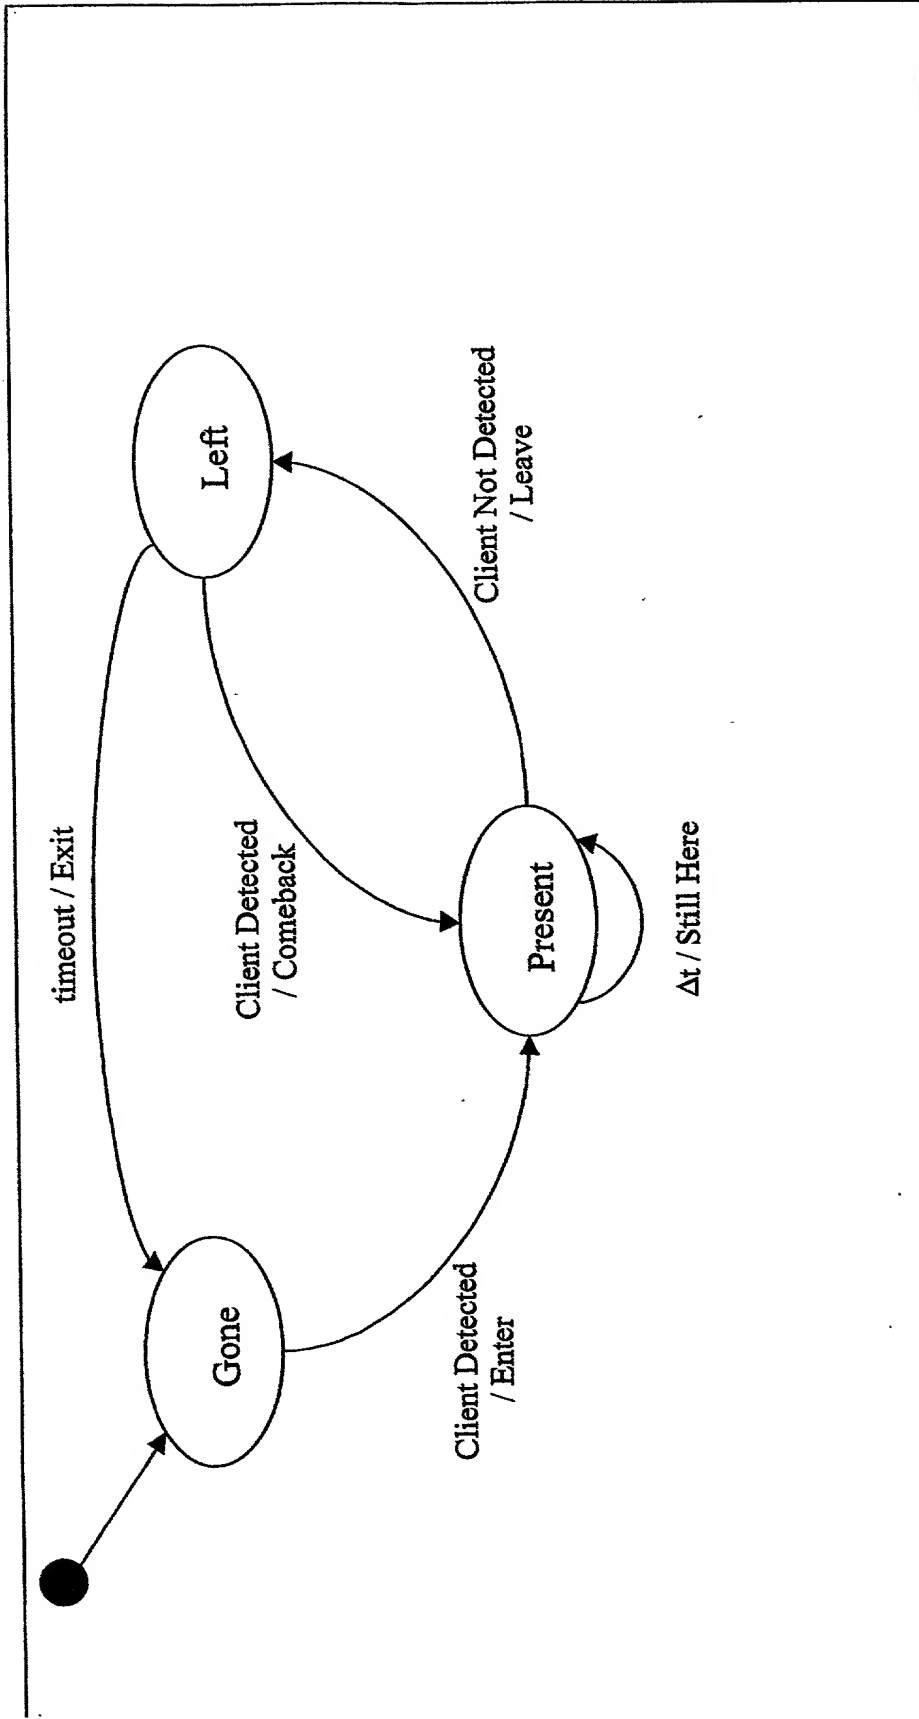 timeout / Exit
Gone
Left
Client Detected
/ Comeback
Client Detected
/ Enter
Present
Client Not Detected
/ Leave
Δt / Still Here